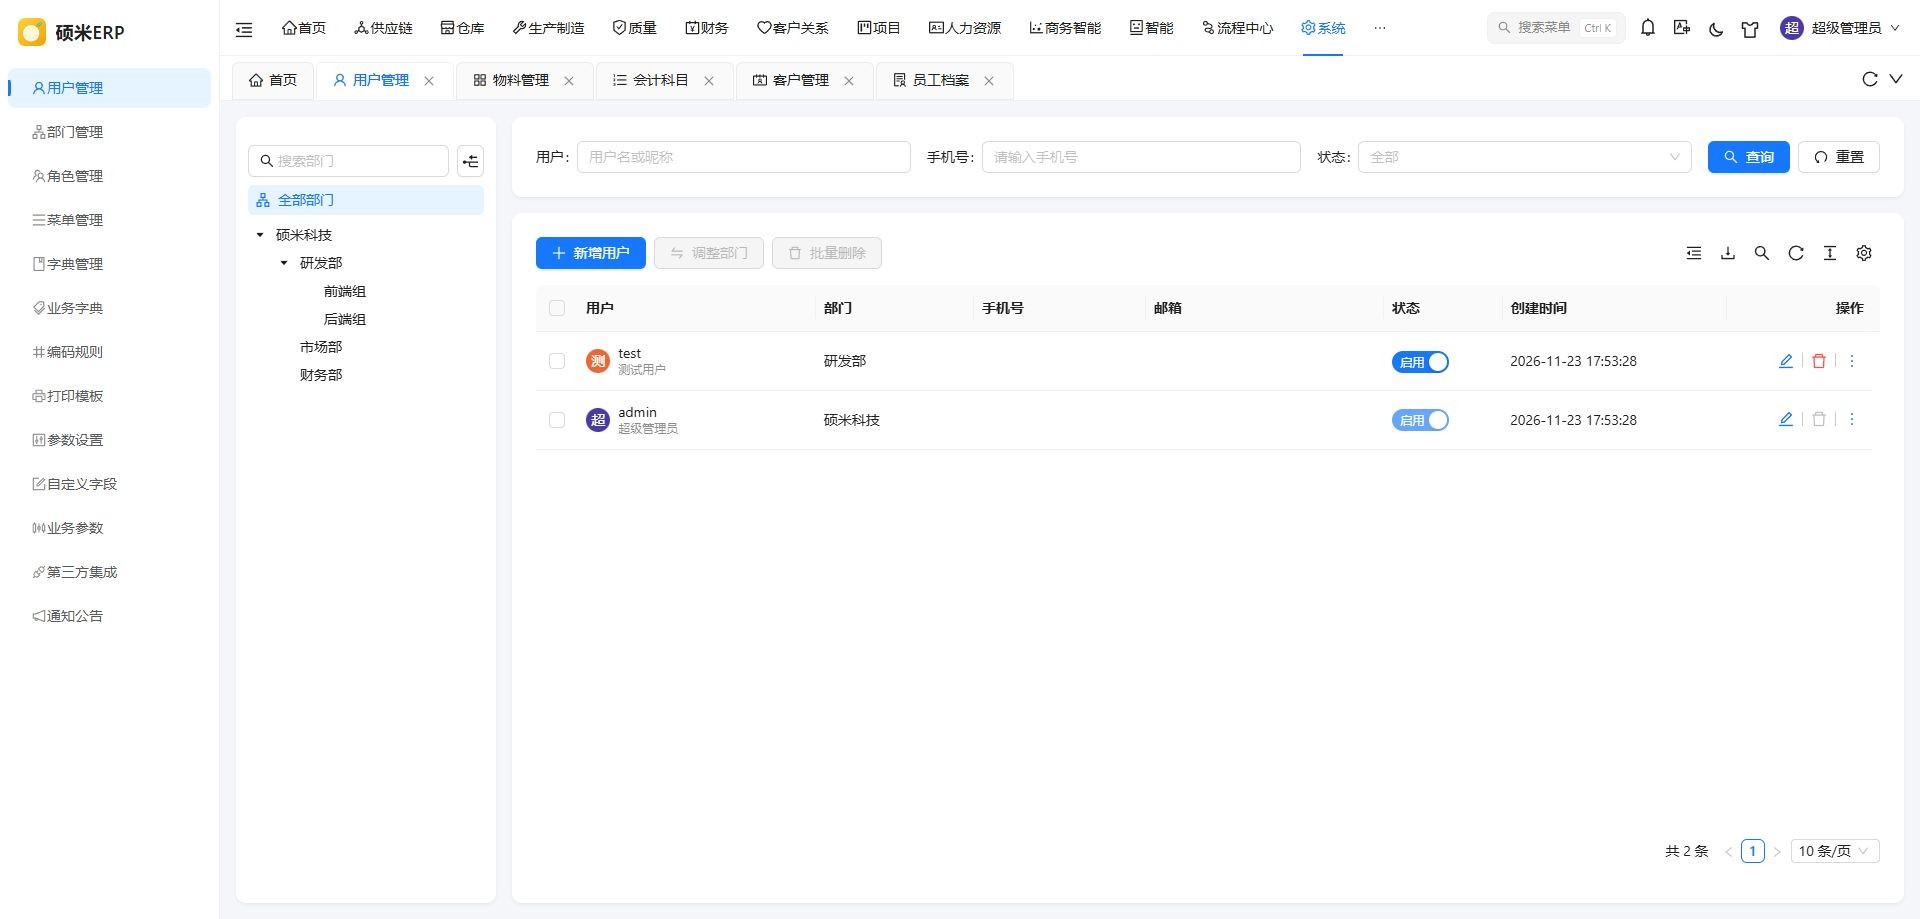 硕米ERP
首页 供应链 仓库 生产制造 质量 财务 客户关系 项目 人力资源 商务智能 智能 流程中心 系统 ···
搜索菜单 Ctrl K
超 超级管理员
首页 用户管理 物料管理 会计科目 客户管理 员工档案
用户管理
部门管理
角色管理
菜单管理
字典管理
业务字典
编码规则
打印模板
参数设置
自定义字段
业务参数
第三方集成
通知公告
搜索部门
全部部门
硕米科技
研发部
前端组
后端组
市场部
财务部
用户: 用户名或昵称 手机号: 请输入手机号 状态: 全部 查询 重置
新增用户 调整部门 批量删除
用户 部门 手机号 邮箱 状态 创建时间 操作
测 test
测试用户
研发部 启用 2026-11-23 17:53:28
超 admin
超级管理员
硕米科技 启用 2026-11-23 17:53:28
共 2 条 < 1 > 10 条/页